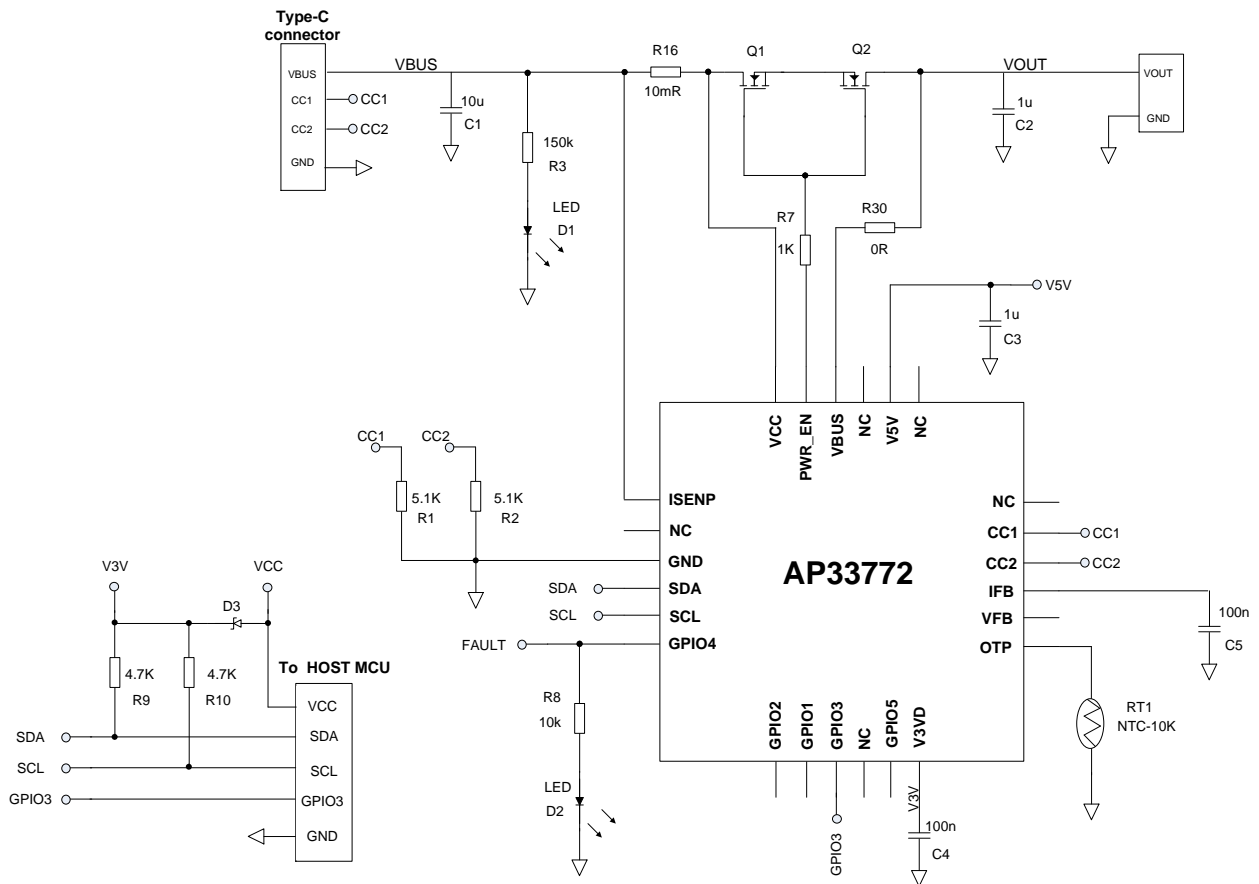 Type-C
connector
VBUS
CC1
CC2
GND
CC1
CC2
VBUS
10u
C1
150k
R3
LED
D1
R16
10mR
Q1
Q2
VOUT
1u
C2
VOUT
GND
R7
1K
R30
0R
V5V
1u
C3
VCC
PWR_EN
VBUS
NC
V5V
NC
CC1
CC2
5.1K
R1
5.1K
R2
ISENP
NC
GND
SDA
SCL
GPIO4
SDA
SCL
FAULT
AP33772
NC
CC1
CC2
IFB
VFB
OTP
CC1
CC2
100n
C5
RT1
NTC-10K
GPIO2
GPIO1
GPIO3
NC
GPIO5
V3VD
GPIO3
V3V
100n
C4
R8
10k
LED
D2
V3V
VCC
D3
4.7K
R9
4.7K
R10
To HOST MCU
VCC
SDA
SCL
GPIO3
GND
SDA
SCL
GPIO3